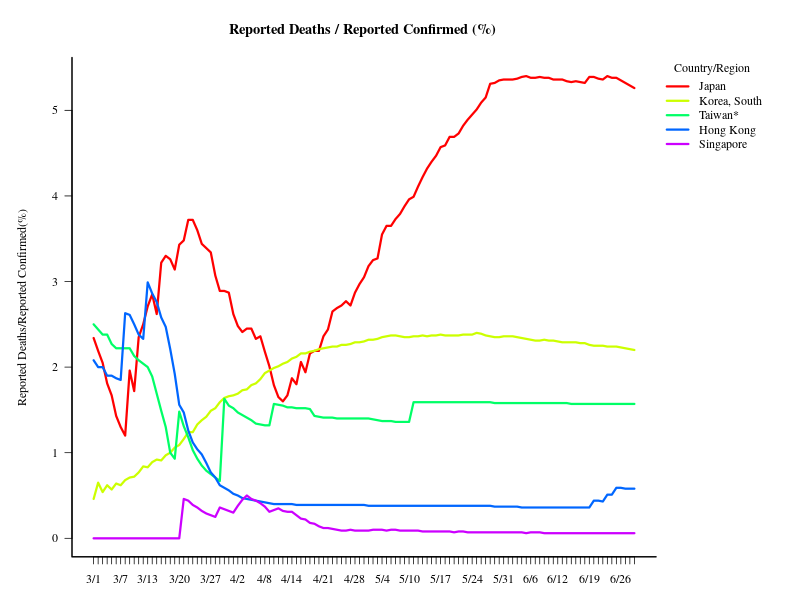 Reported Deaths / Reported Confirmed (%)
Country/Region
Japan
Korea, South
Taiwan*
Hong Kong
Singapore
Reported Deaths/Reported Confirmed(%)
5
4
3
2
1
0
3/1 3/7 3/13 3/20 3/27 4/2 4/8 4/14 4/21 4/28 5/4 5/10 5/17 5/24 5/31 6/6 6/12 6/19 6/26